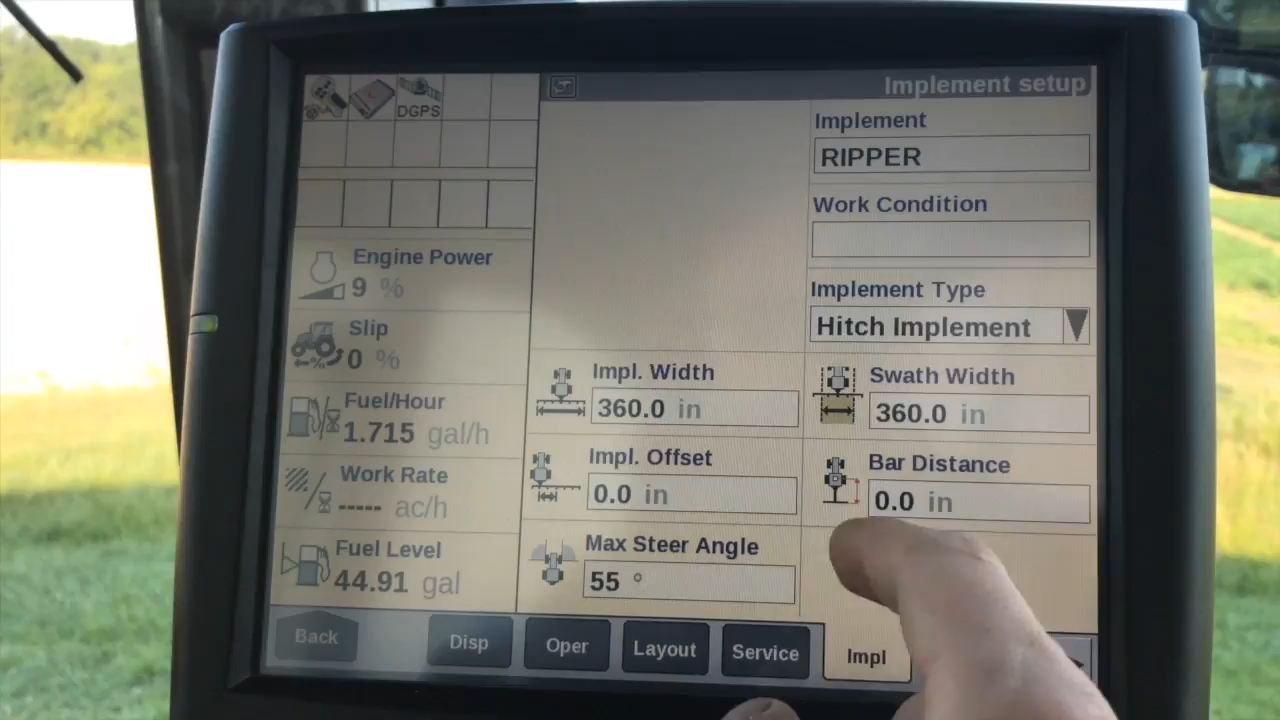 DGPS
Implement setup
Implement
RIPPER
Work Condition
Implement Type
Hitch Implement
Engine Power
9 %
Slip
0 %
Fuel/Hour
1.715 gal/h
Work Rate
----- ac/h
Fuel Level
44.91 gal
Impl. Width
360.0 in
Swath Width
360.0 in
Impl. Offset
0.0 in
Bar Distance
0.0 in
Max Steer Angle
55 °
Back
Disp
Oper
Layout
Service
Impl